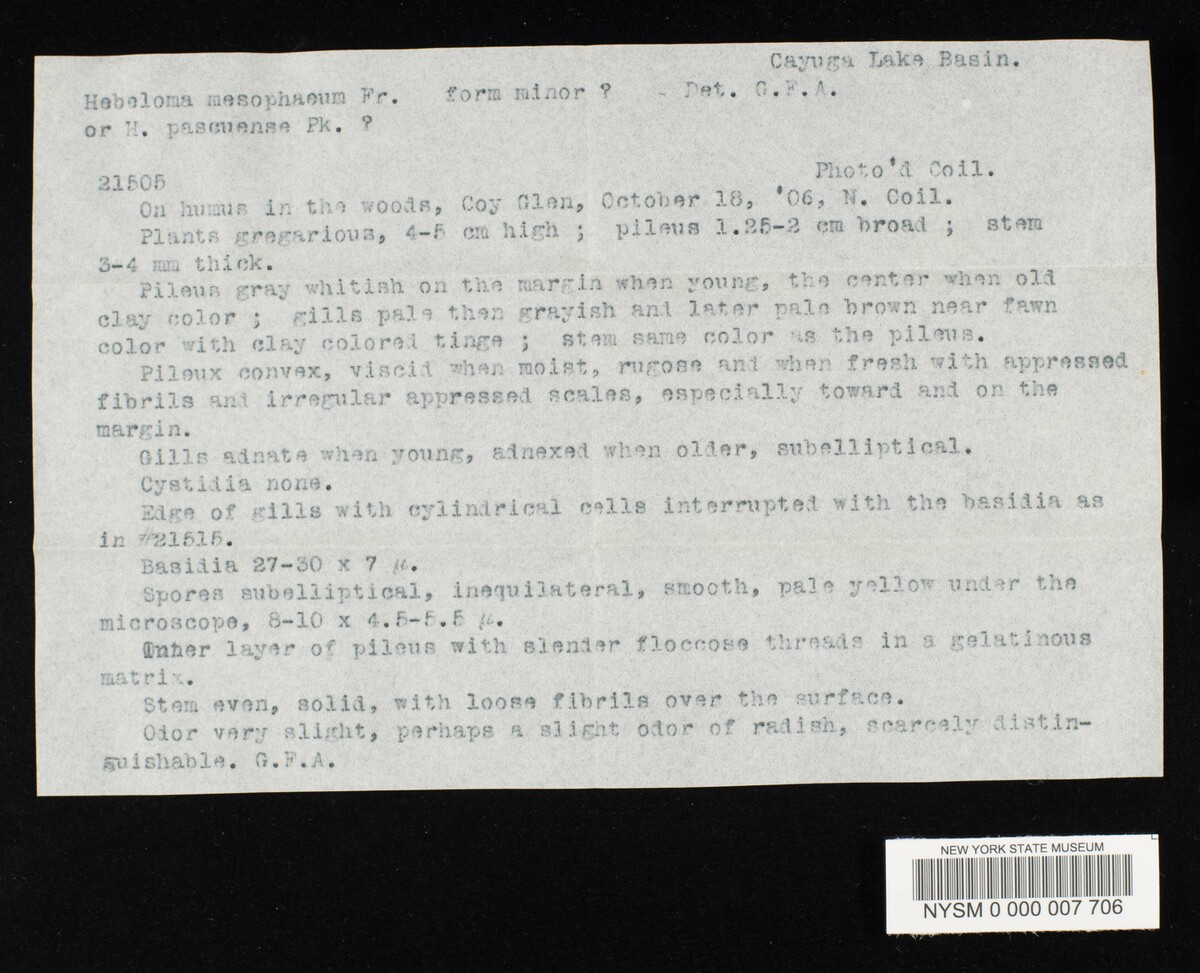 Cayuga Lake Basin.
Hebeloma mesophaeum Fr. form minor ? - Det. G.F.A.
or H. pascuense Pk. ?
21505
Photo'd Coil.
On humus in the woods, Coy Glen, October 18, '06, N. Coil.
Plants gregarious, 4-5 cm high ; pileus 1.25-2 cm broad ; stem
3-4 mm thick.
Pileus gray whitish on the margin when young, the center when old
clay color ; gills pale then grayish and later pale brown near fawn
color with clay colored tinge ; stem same color as the pileus.
Pileux convex, viscid when moist, rugose and when fresh with appressed
fibrils and irregular appressed scales, especially toward and on the
margin.
Gills adnate when young, adnexed when older, subelliptical.
Cystidia none.
Edge of gills with cylindrical cells interrupted with the basidia as
in #21515.
Basidia 27-30 x 7 µ.
Spores subelliptical, inequilateral, smooth, pale yellow under the
microscope, 8-10 x 4.5-5.5 µ.
layer of pileus with slender floccose threads in a gelatinous
matrix.
Stem even, solid, with loose fibrils over the surface.
Odor very slight, perhaps a slight odor of radish, scarcely distin-
guishable. G.F.A.
NEW YORK STATE MUSEUM
NYSM 0 000 007 706